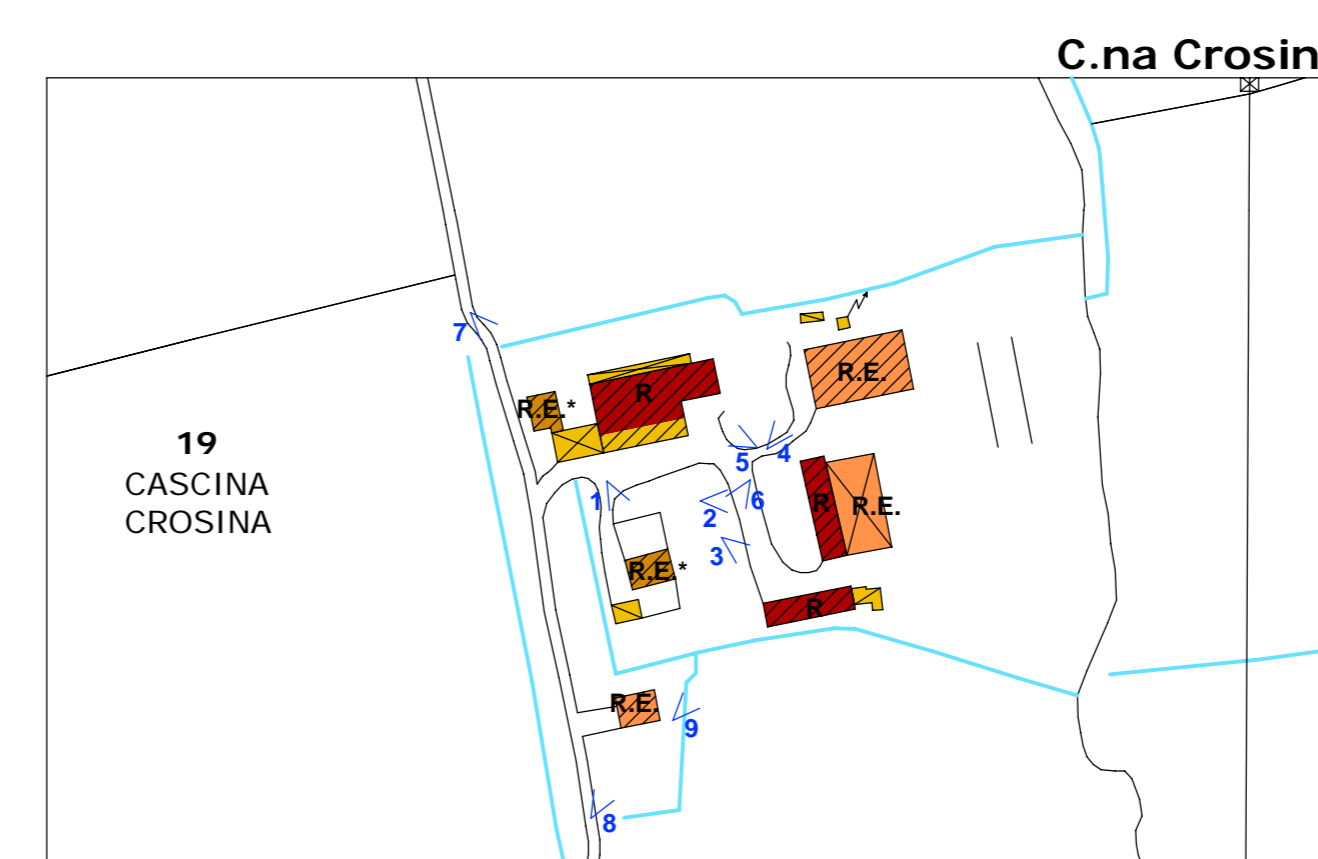 C.na Crosin
7
R.E.
R
R.E.*
19
CASCINA
CROSINA
5
4
1
2
6
R
R.E.
3
R.E.*
R
R.E.
9
8